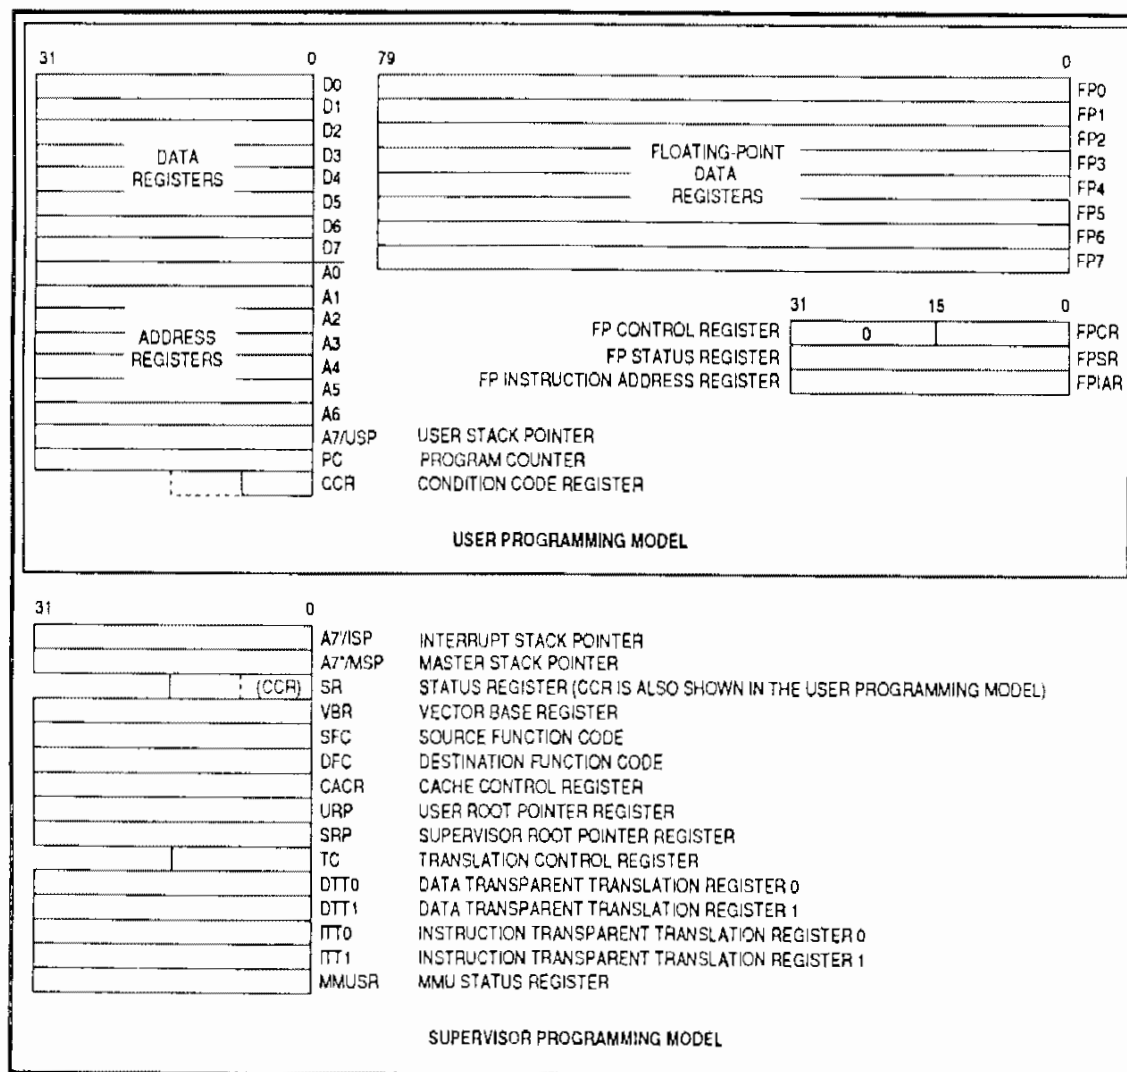 31 0 79 0
D0
D1
D2
D3
D4
D5
D6
D7
DATA
REGISTERS
FP0
FP1
FP2
FP3
FP4
FP5
FP6
FP7
FLOATING-POINT
DATA
REGISTERS
A0
A1
A2
A3
A4
A5
A6
ADDRESS
REGISTERS
31 15 0
FP CONTROL REGISTER 0 FPCR
FP STATUS REGISTER FPSR
FP INSTRUCTION ADDRESS REGISTER FPIAR
A7/USP USER STACK POINTER
PC PROGRAM COUNTER
CCR CONDITION CODE REGISTER
USER PROGRAMMING MODEL
31 0
A7'/ISP INTERRUPT STACK POINTER
A7"/MSP MASTER STACK POINTER
(CCR) SR STATUS REGISTER (CCR IS ALSO SHOWN IN THE USER PROGRAMMING MODEL)
VBR VECTOR BASE REGISTER
SFC SOURCE FUNCTION CODE
DFC DESTINATION FUNCTION CODE
CACR CACHE CONTROL REGISTER
URP USER ROOT POINTER REGISTER
SRP SUPERVISOR ROOT POINTER REGISTER
TC TRANSLATION CONTROL REGISTER
DTT0 DATA TRANSPARENT TRANSLATION REGISTER 0
DTT1 DATA TRANSPARENT TRANSLATION REGISTER 1
ITT0 INSTRUCTION TRANSPARENT TRANSLATION REGISTER 0
ITT1 INSTRUCTION TRANSPARENT TRANSLATION REGISTER 1
MMUSR MMU STATUS REGISTER
SUPERVISOR PROGRAMMING MODEL